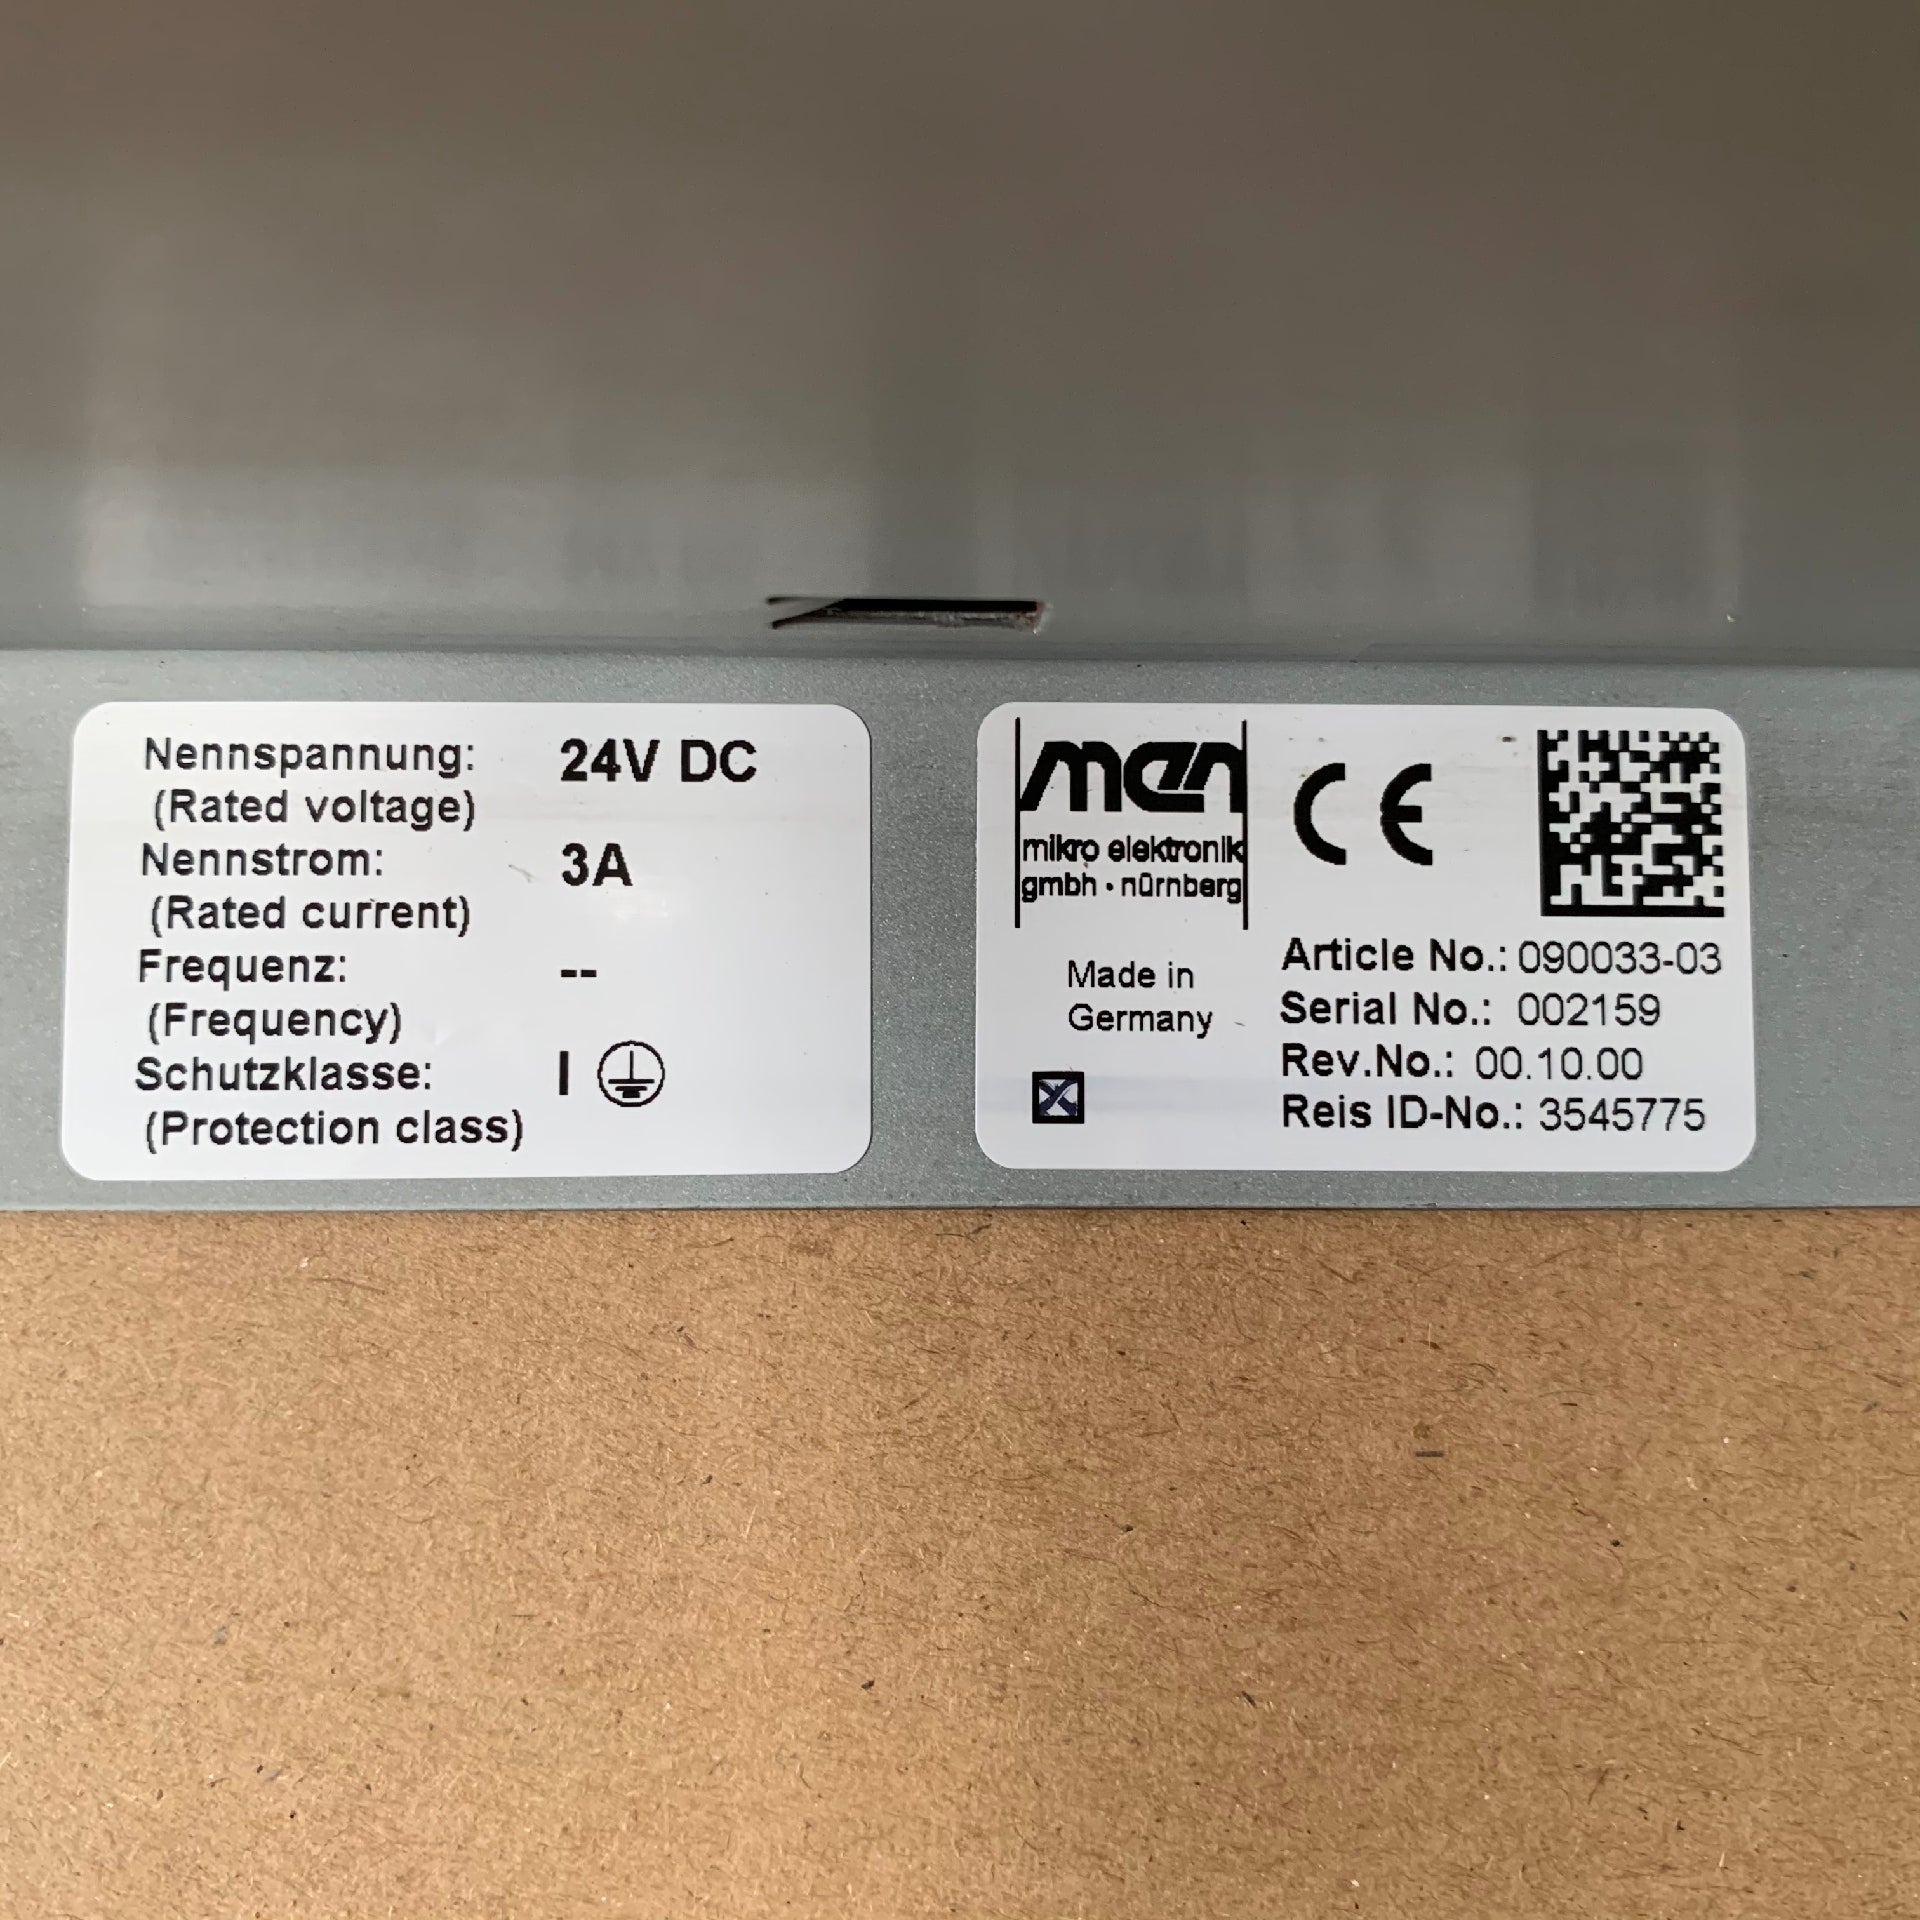 Nennspannung: 24V DC
(Rated voltage)
Nennstrom: 3A
(Rated current)
Frequenz: --
(Frequency)
Schutzklasse: I
(Protection class)
men
mikro elektronik
gmbh • nürnberg
CE
Made in
Germany
Article No.: 090033-03
Serial No.: 002159
Rev.No.: 00.10.00
Reis ID-No.: 3545775